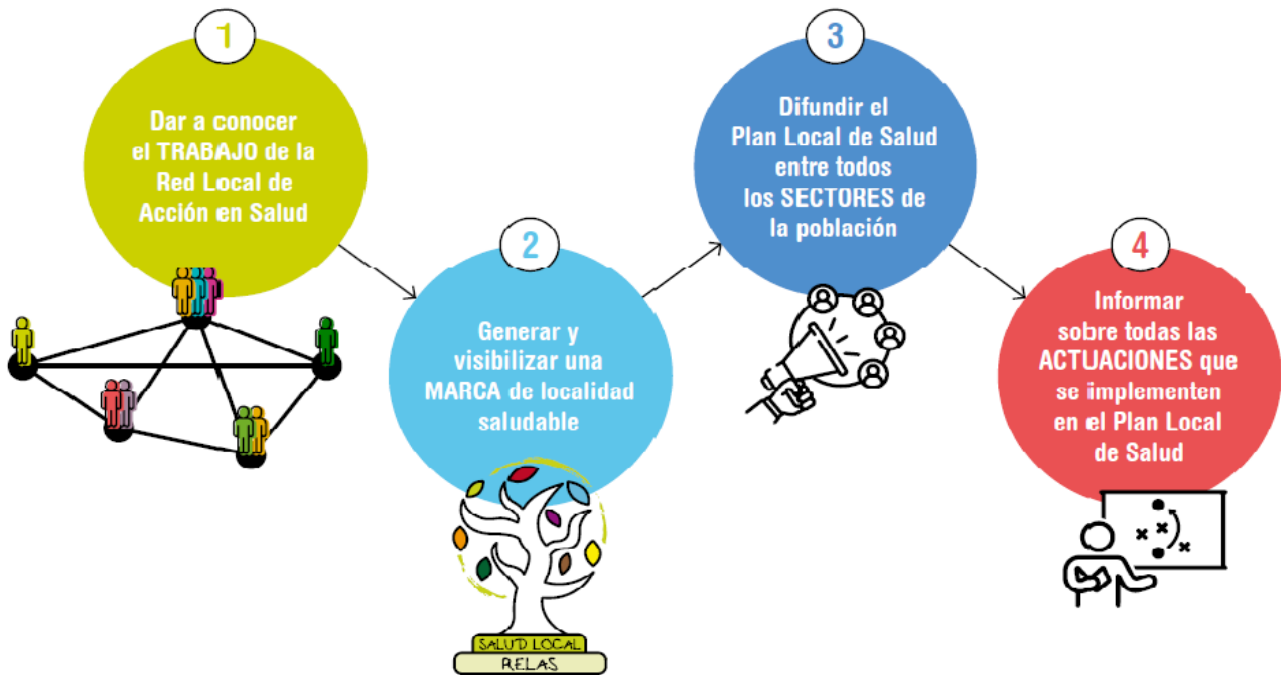 1
Dar a conocer
el TRABAJO de la
Red Local de
Acción en Salud
2
Generar y
visibilizar una
MARCA de localidad
saludable
SALUD LOCAL
RELAS
3
Difundir el
Plan Local de Salud
entre todos
los SECTORES de
la población
4
Informar
sobre todas las
ACTUACIONES que
se implementen
en el Plan Local
de Salud